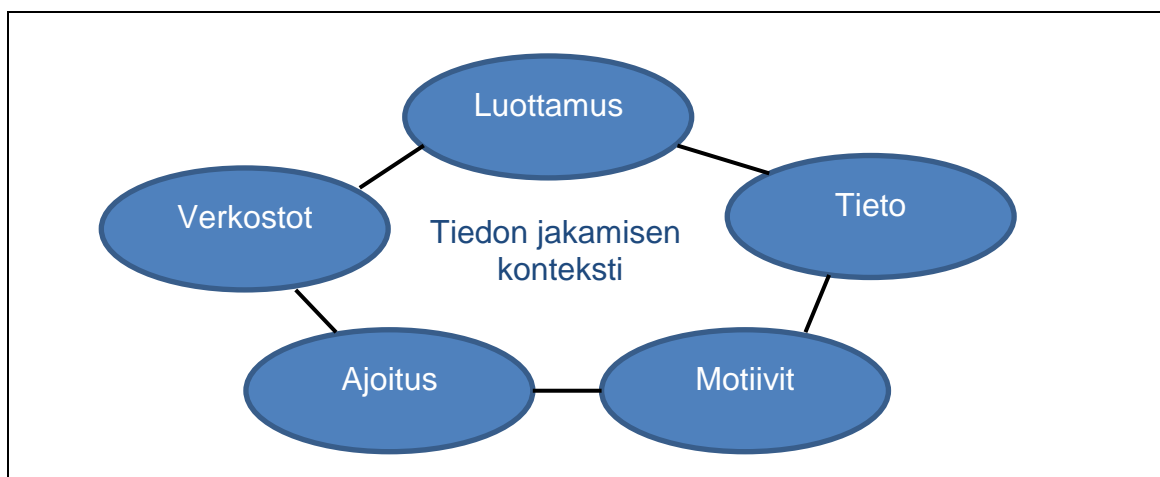 Luottamus
Verkostot
Tieto
Tiedon jakamisen
konteksti
Ajoitus
Motiivit